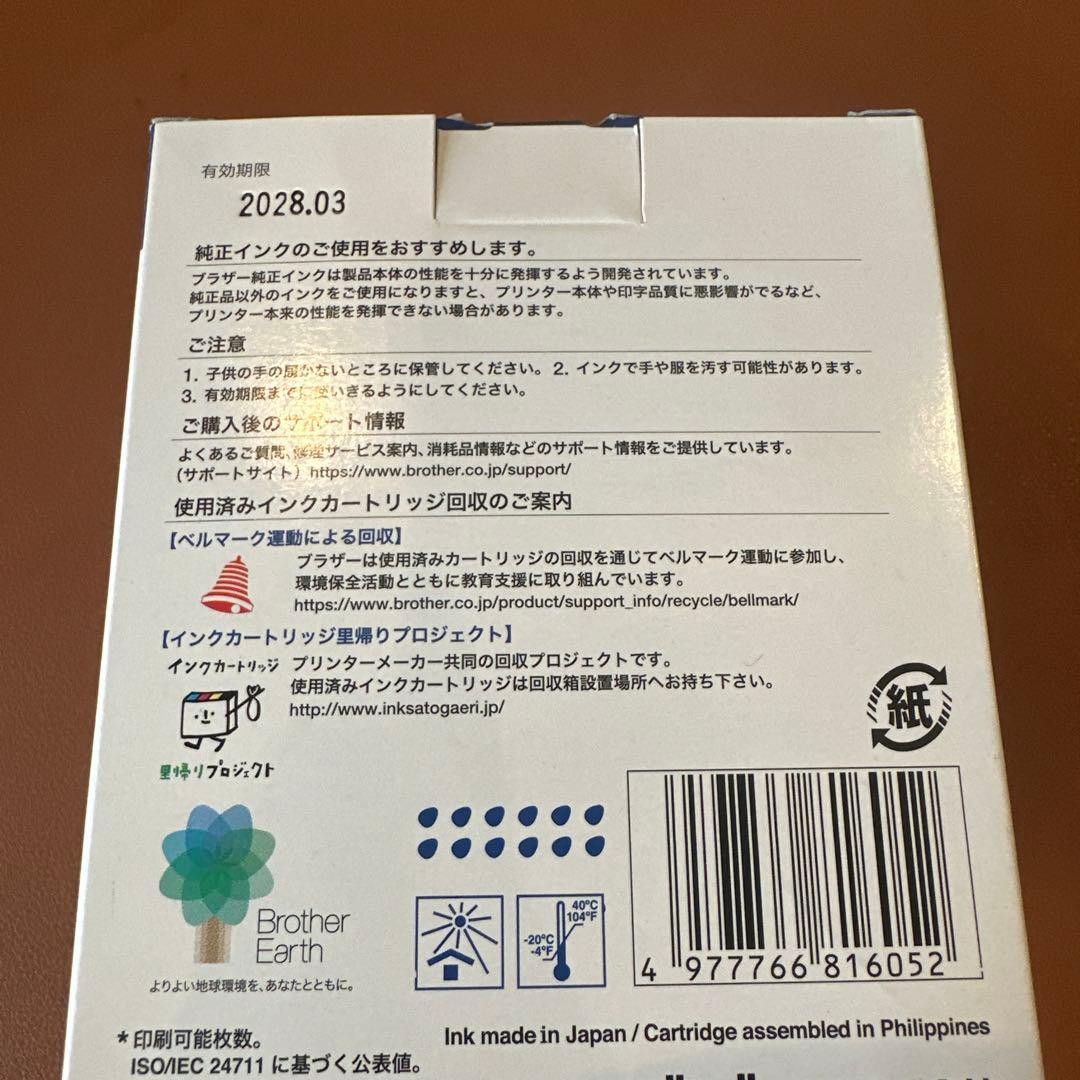 有効期限
2028.03
純正インクのご使用をおすすめします。
ブラザー純正インクは製品本体の性能を十分に発揮するよう開発されています。
純正品以外のインクをご使用になりますと、プリンター本体や印字品質に悪影響がでるなど、
プリンター本来の性能を発揮できない場合があります。
ご注意
1. 子供の手の届かないところに保管してください。 2. インクで手や服を汚す可能性があります。
3. 有効期限までに使いきるようにしてください。
ご購入後のサポート情報
よくあるご質問、修理サービス案内、消耗品情報などのサポート情報をご提供しています。
(サポートサイト) https://www.brother.co.jp/support/
使用済みインクカートリッジ回収のご案内
【ベルマーク運動による回収】
ブラザーは使用済みカートリッジの回収を通じてベルマーク運動に参加し、
環境保全活動とともに教育支援に取り組んでいます。
https://www.brother.co.jp/product/support_info/recycle/bellmark/
【インクカートリッジ里帰りプロジェクト】
インクカートリッジ
プリンターメーカー共同の回収プロジェクトです。
使用済みインクカートリッジは回収箱設置場所へお持ち下さい。
http://www.inksatogaeri.jp/
里帰りプロジェクト
紙
Brother
Earth
よりよい地球環境を、あなたとともに。
40°C
104°F
-20°C
-4°F
4 977766 816052
*印刷可能枚数。
ISO/IEC 24711 に基づく公表値。
Ink made in Japan / Cartridge assembled in Philippines